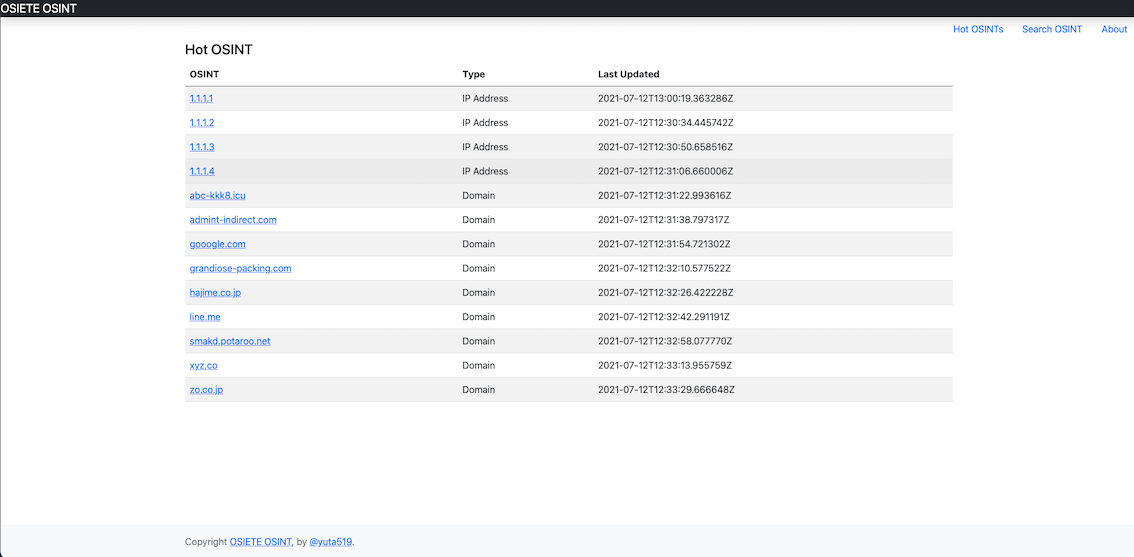 OSIETE OSINT
Hot OSINTs Search OSINT About
Hot OSINT
OSINT Type Last Updated
1.1.1.1 IP Address 2021-07-12T13:00:19.363286Z
1.1.1.2 IP Address 2021-07-12T12:30:34.445742Z
1.1.1.3 IP Address 2021-07-12T12:30:50.658516Z
1.1.1.4 IP Address 2021-07-12T12:31:06.660006Z
abc-kkk8.icu Domain 2021-07-12T12:31:22.993616Z
admint-indirect.com Domain 2021-07-12T12:31:38.797317Z
gooogle.com Domain 2021-07-12T12:31:54.721302Z
grandiose-packing.com Domain 2021-07-12T12:32:10.577522Z
hajime.co.jp Domain 2021-07-12T12:32:26.422228Z
line.me Domain 2021-07-12T12:32:42.291191Z
smakd.potaroo.net Domain 2021-07-12T12:32:58.077770Z
xyz.co Domain 2021-07-12T12:33:13.955759Z
zo.co.jp Domain 2021-07-12T12:33:29.666648Z
Copyright OSIETE OSINT, by @yuta519.